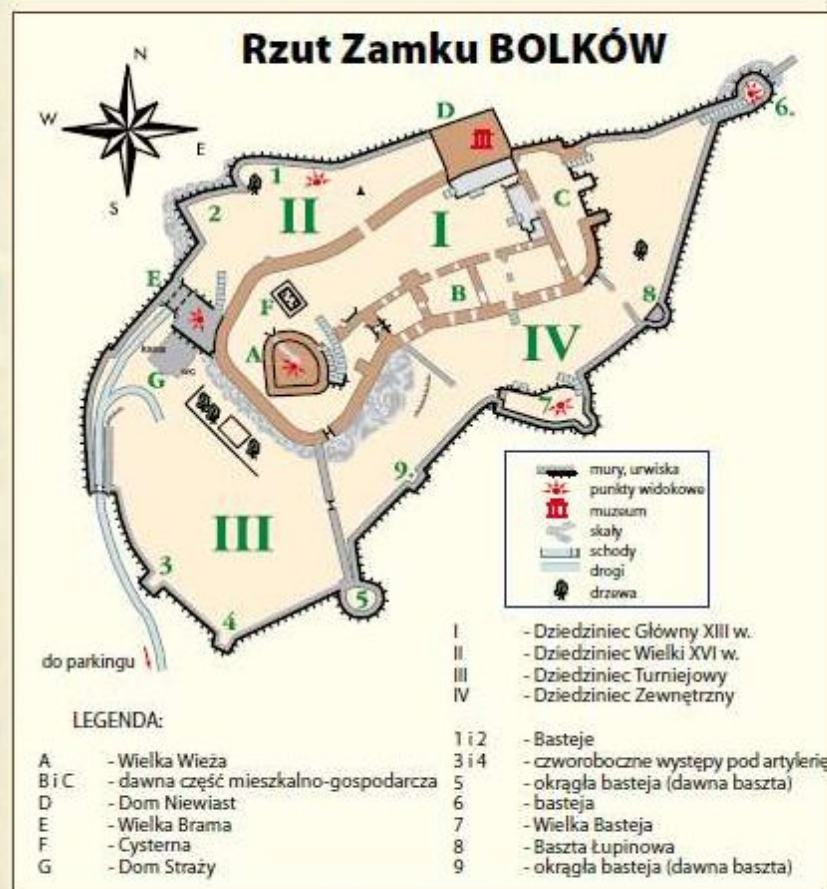 Rzut Zamku BOLKÓW
N
W
E
S
D
6.
1
2
II
I
C
E
F
B
8
A
IV
G
7
9.
III
3
5
4
mury, urwiska
punkty widokowe
muzeum
skały
schody
drogi
drzewa
do parkingu
I - Dziedziniec Główny XIII w.
II - Dziedziniec Wielki XVI w.
III - Dziedziniec Turniejowy
IV - Dziedziniec Zewnętrzny
LEGENDA:
A - Wielka Wieża
B i C - dawna część mieszkalno-gospodarcza
D - Dom Niewiast
E - Wielka Brama
F - Cysterna
G - Dom Straży
1 i 2 - Basteje
3 i 4 - czworoboczne występy pod artylerię
5 - okrągła basteja (dawna baszta)
6 - basteja
7 - Wielka Basteja
8 - Baszta Łupinowa
9 - okrągła basteja (dawna baszta)